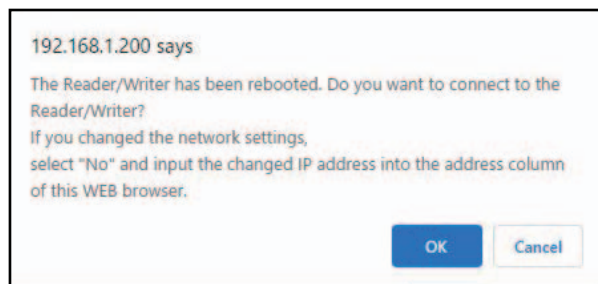 192.168.1.200 says
The Reader/Writer has been rebooted. Do you want to connect to the
Reader/Writer?
If you changed the network settings,
select "No" and input the changed IP address into the address column
of this WEB browser.
OK
Cancel